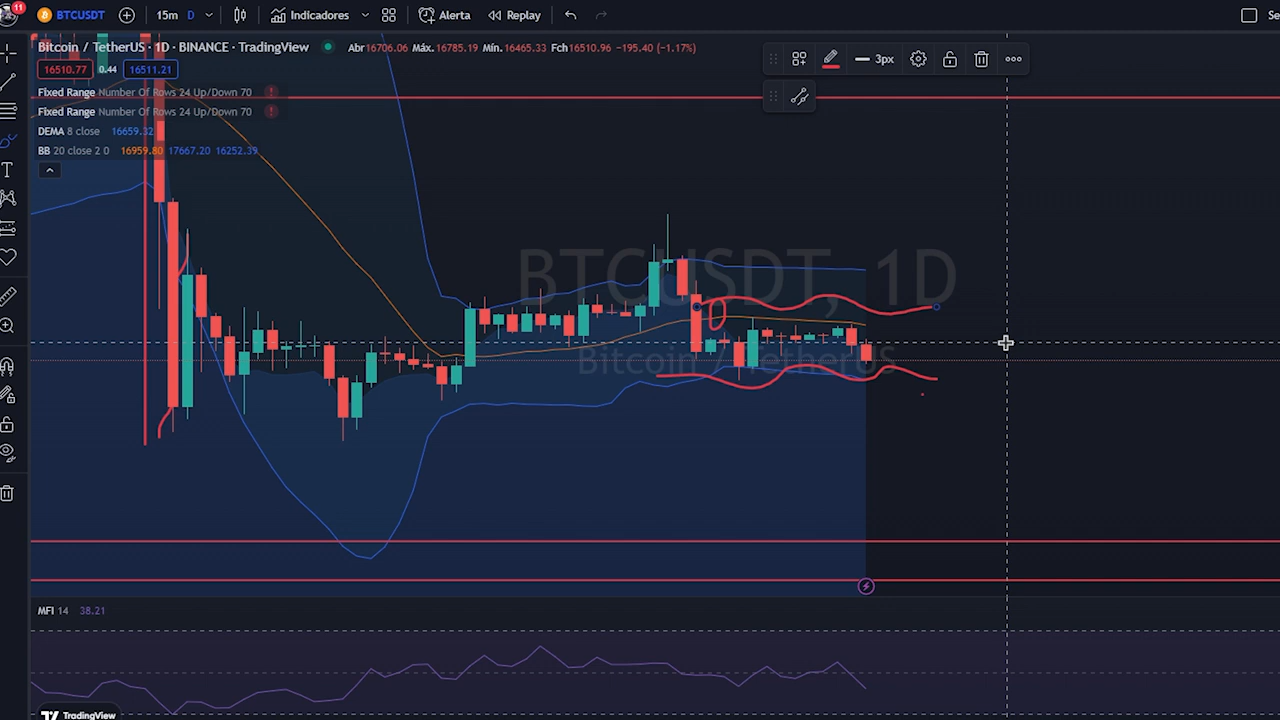 11
BTCUSDT
15m D
Indicadores
Alerta
Replay
Se
Bitcoin / TetherUS · 1D · BINANCE · TradingView
Abr16706.06 Máx.16785.19 Mín.16465.33 Fch16510.96 −195.40 (−1.17%)
16510.77 0.44 16511.21
3px
Fixed Range Number Of Rows 24 Up/Down 70
Fixed Range Number Of Rows 24 Up/Down 70
DEMA 8 close 16659.32
BB 20 close 2 0 16959.80 17667.20 16252.39
BTCUSDT, 1D
Bitcoin / TetherUS
MFI 14 38.21
TradingView